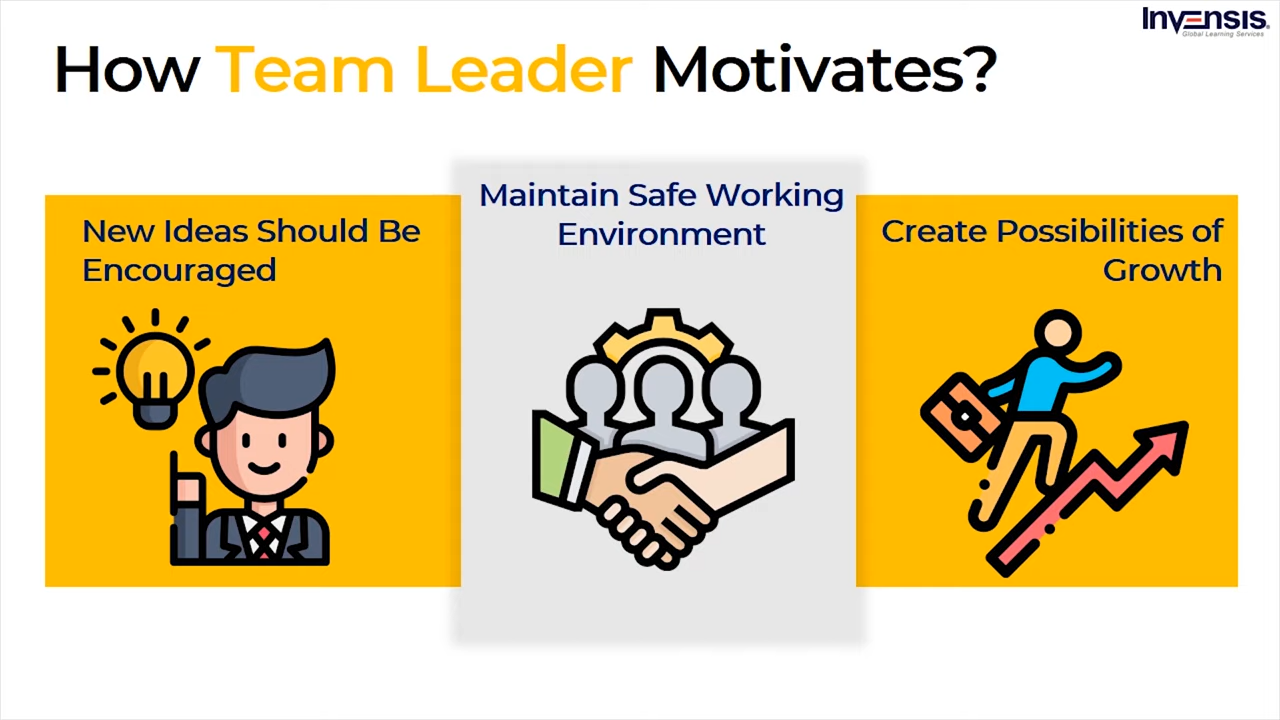 Invensis
Global Learning Services
How Team Leader Motivates?
New Ideas Should Be
Encouraged
Maintain Safe Working
Environment
Create Possibilities of
Growth